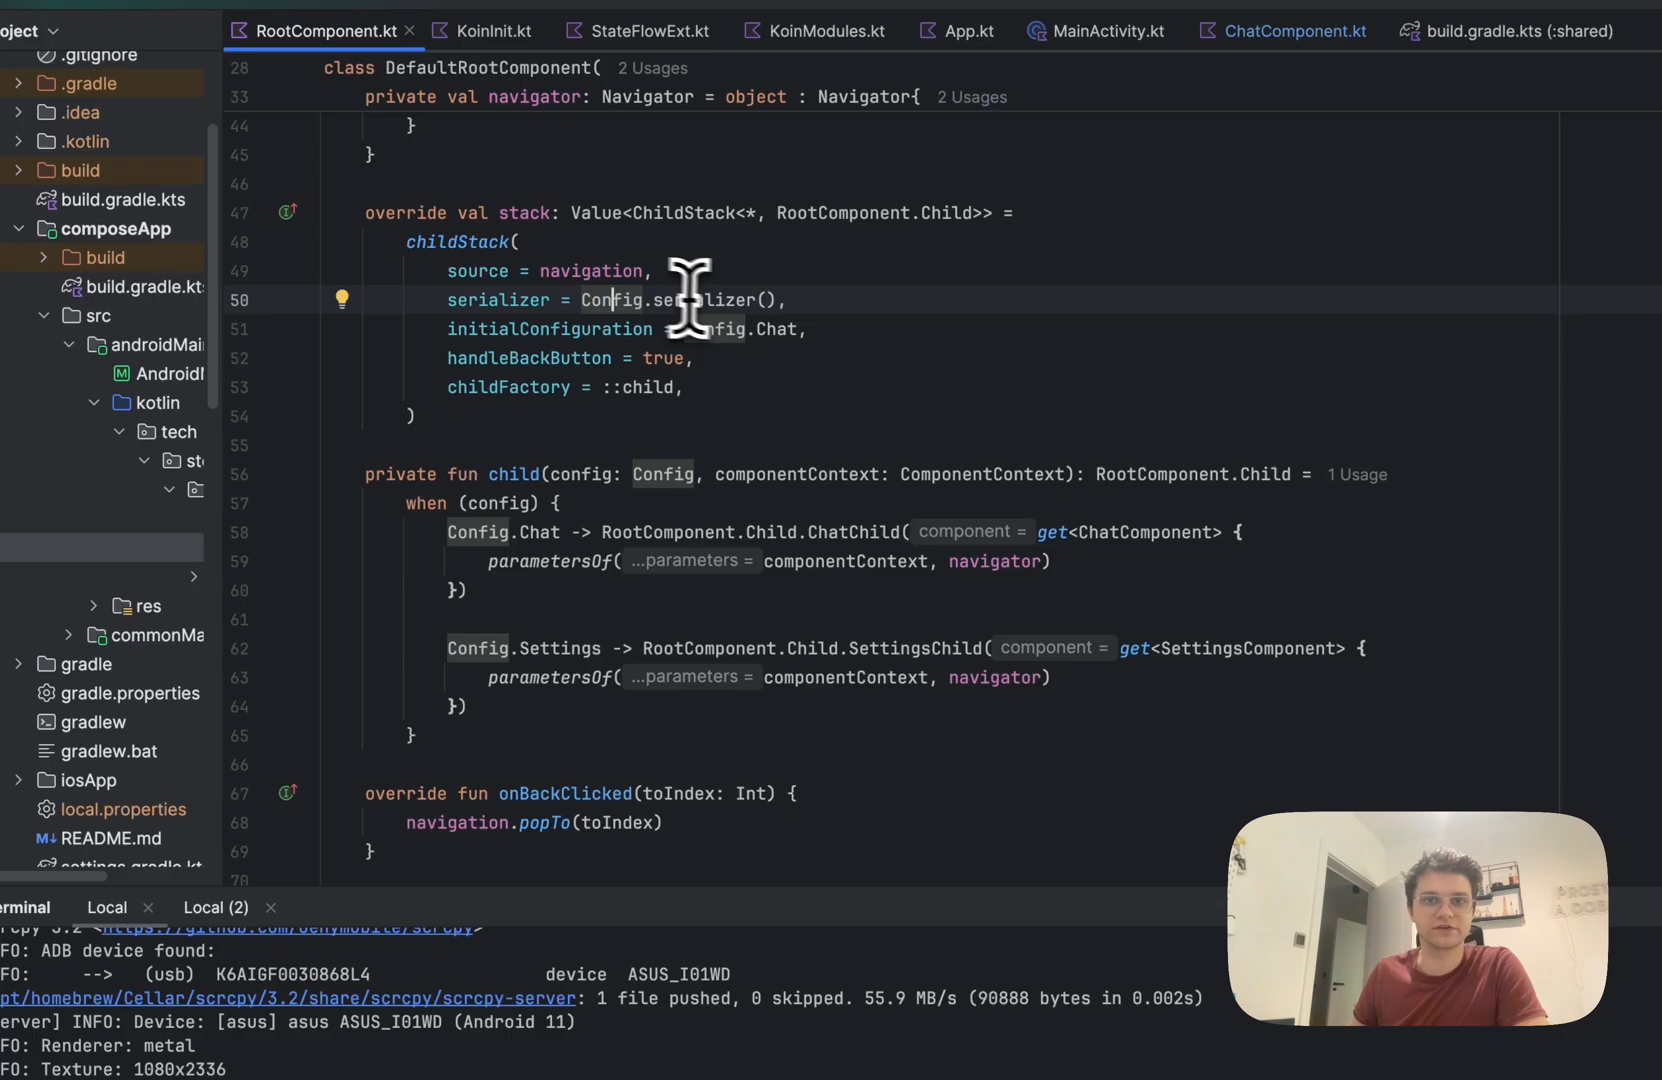 oject
RootComponent.kt
KoinInit.kt
StateFlowExt.kt
KoinModules.kt
App.kt
MainActivity.kt
ChatComponent.kt
build.gradle.kts (:shared)
.gitignore
.gradle
.idea
.kotlin
build
build.gradle.kts
composeApp
build
build.gradle.kt
src
androidMai
Android
kotlin
tech
res
commonMa
gradle
gradle.properties
gradlew
gradlew.bat
iosApp
local.properties
M↓ README.md
28 class DefaultRootComponent( 2 Usages
33 private val navigator: Navigator = object : Navigator{ 2 Usages
44 }
45 }
46
47 override val stack: Value<ChildStack<*, RootComponent.Child>> =
48 childStack(
49 source = navigation,
50 serializer = Config.serializer(),
51 initialConfiguration = Config.Chat,
52 handleBackButton = true,
53 childFactory = ::child,
54 )
55
56 private fun child(config: Config, componentContext: ComponentContext): RootComponent.Child = 1 Usage
57 when (config) {
58 Config.Chat -> RootComponent.Child.ChatChild( component = get<ChatComponent> {
59 parametersOf( ...parameters = componentContext, navigator)
60 })
61
62 Config.Settings -> RootComponent.Child.SettingsChild( component = get<SettingsComponent> {
63 parametersOf( ...parameters = componentContext, navigator)
64 })
65 }
66
67 override fun onBackClicked(toIndex: Int) {
68 navigation.popTo(toIndex)
69 }
70
erminal Local Local (2)
rcpy 3.2 <https://github.com/Genymobile/scrcpy>
FO: ADB device found:
FO: --> (usb) K6AIGF0030868L4 device ASUS_I01WD
pt/homebrew/Cellar/scrcpy/3.2/share/scrcpy/scrcpy-server: 1 file pushed, 0 skipped. 55.9 MB/s (90888 bytes in 0.002s)
erver] INFO: Device: [asus] asus ASUS_I01WD (Android 11)
FO: Renderer: metal
FO: Texture: 1080x2336